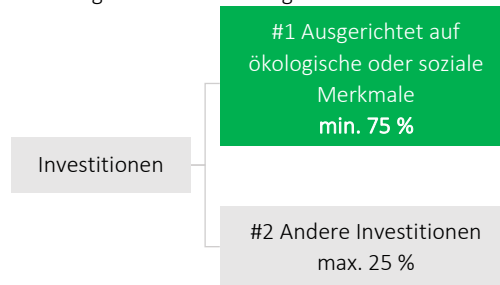 #1 Ausgerichtet auf
ökologische oder soziale
Merkmale
min. 75 %
Investitionen
#2 Andere Investitionen
max. 25 %